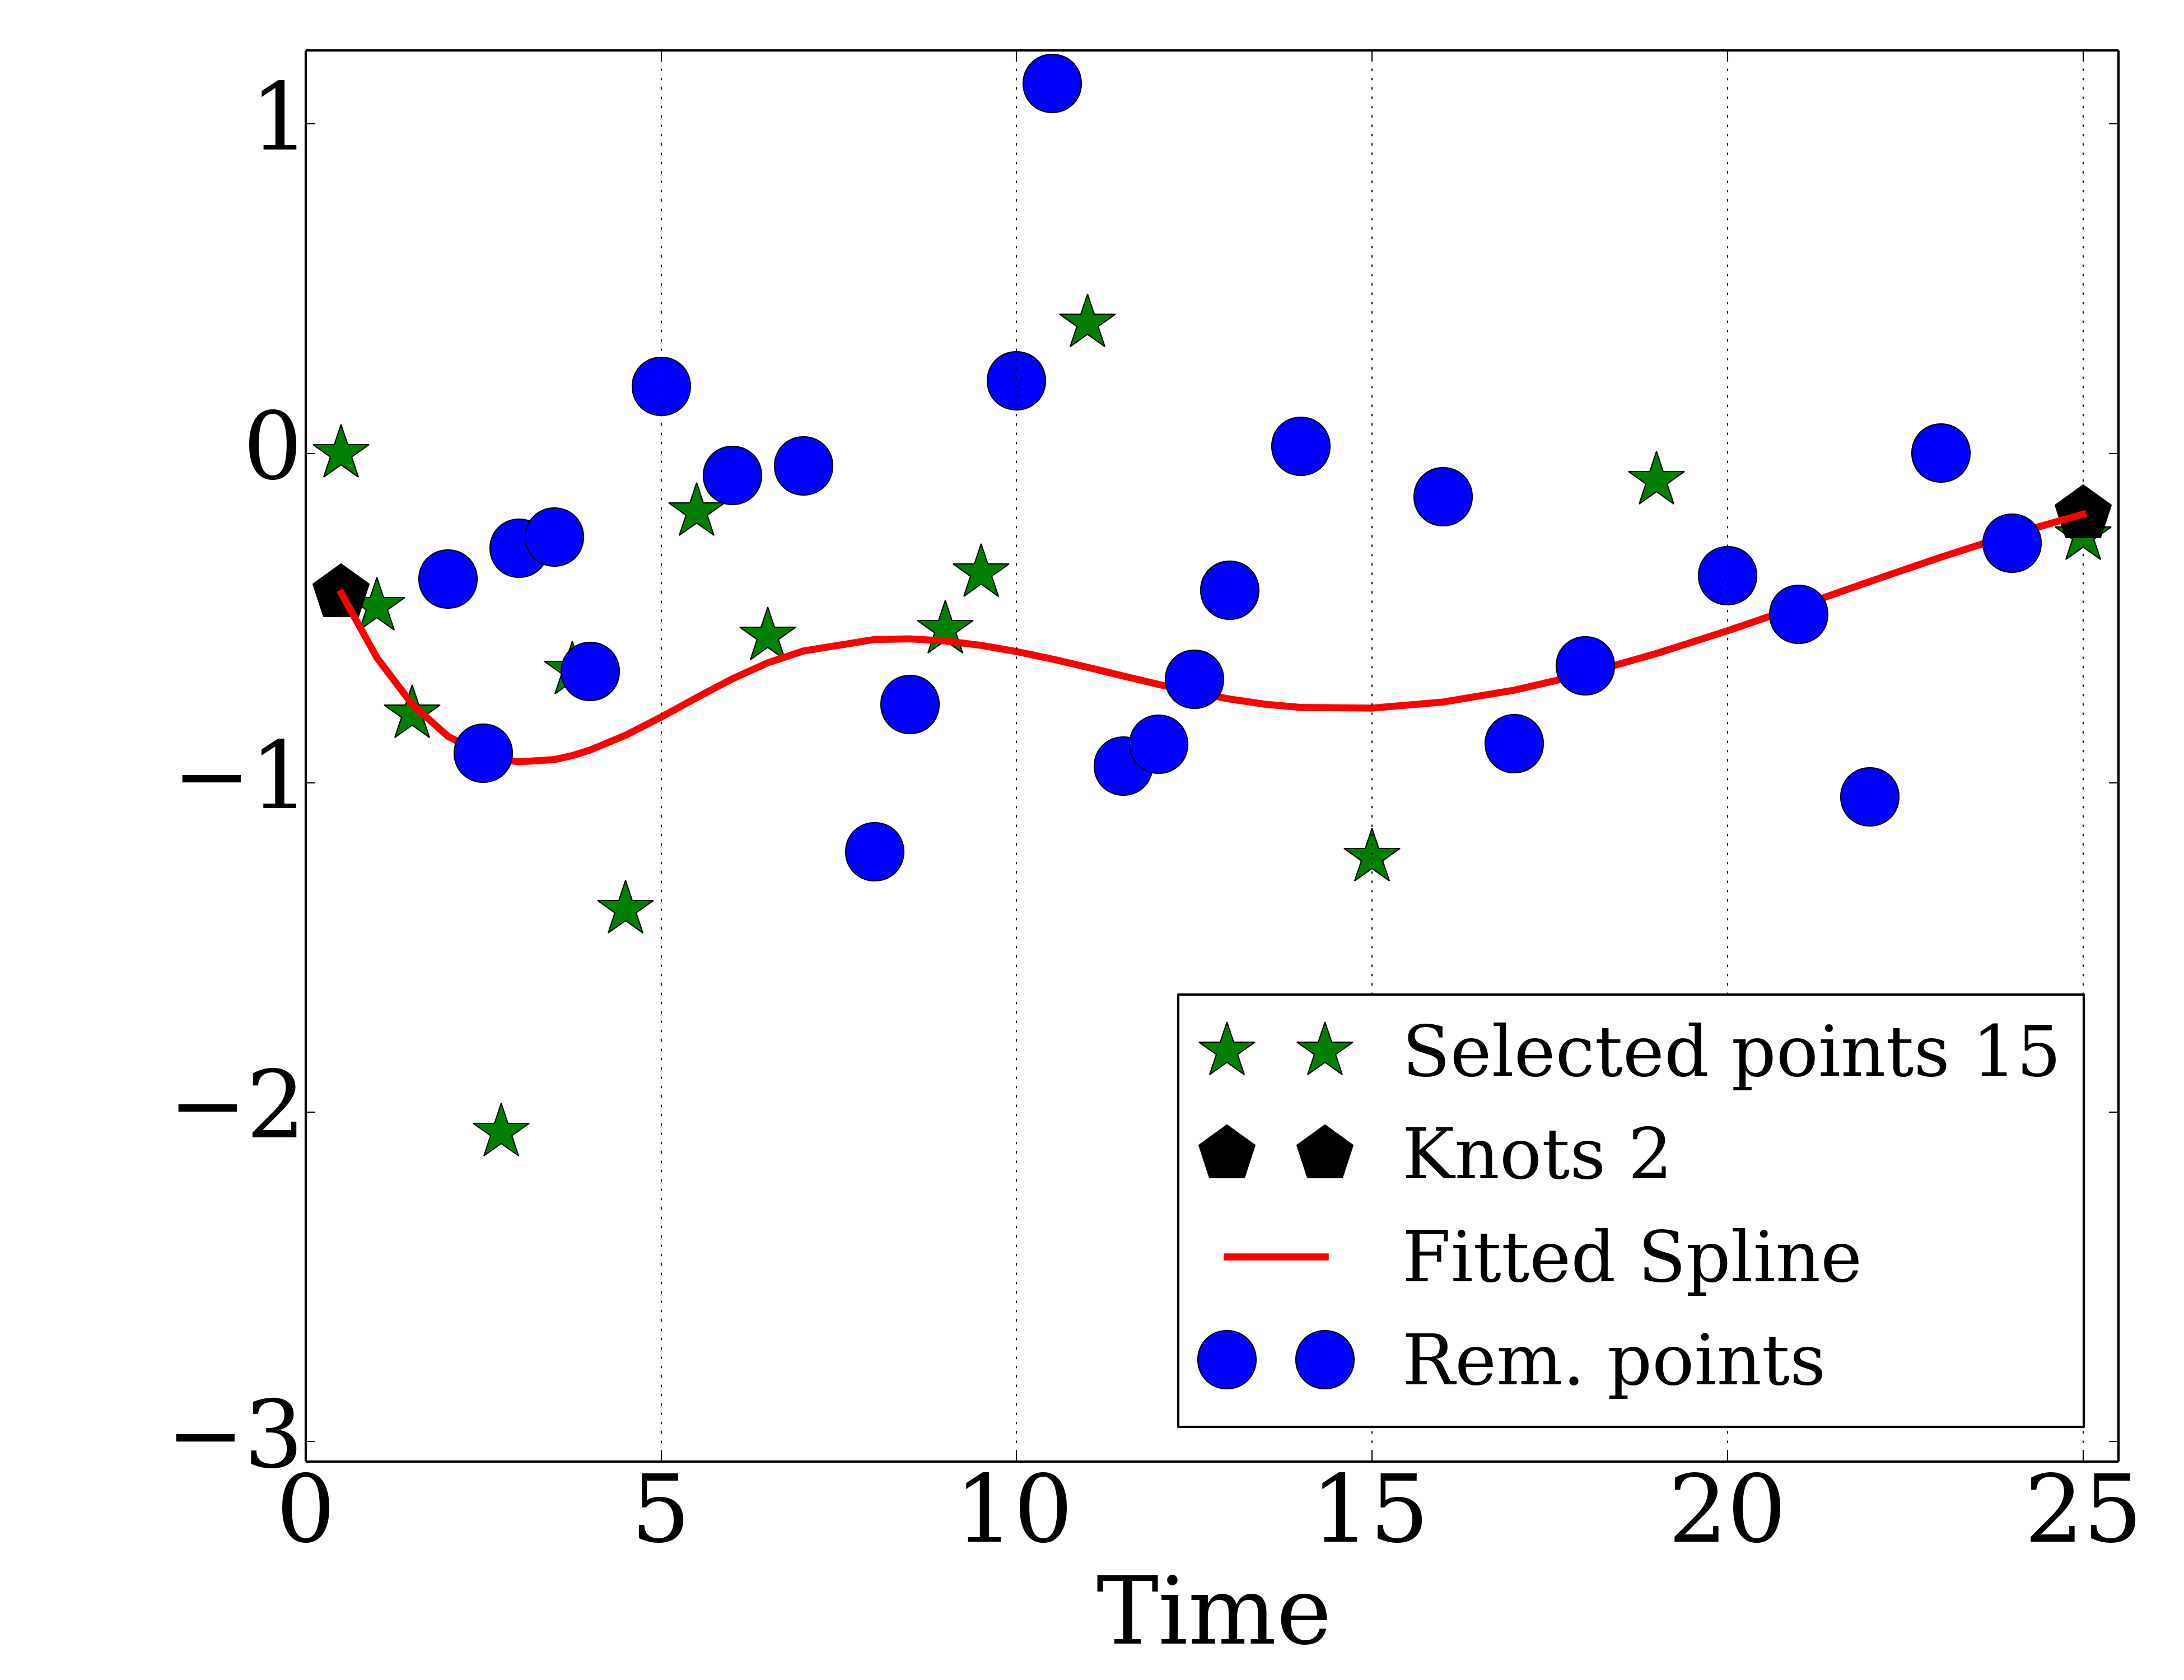 1
0
−1
−2
−3
0 5 10 15 20 25
Time
Selected points 15
Knots 2
Fitted Spline
Rem. points